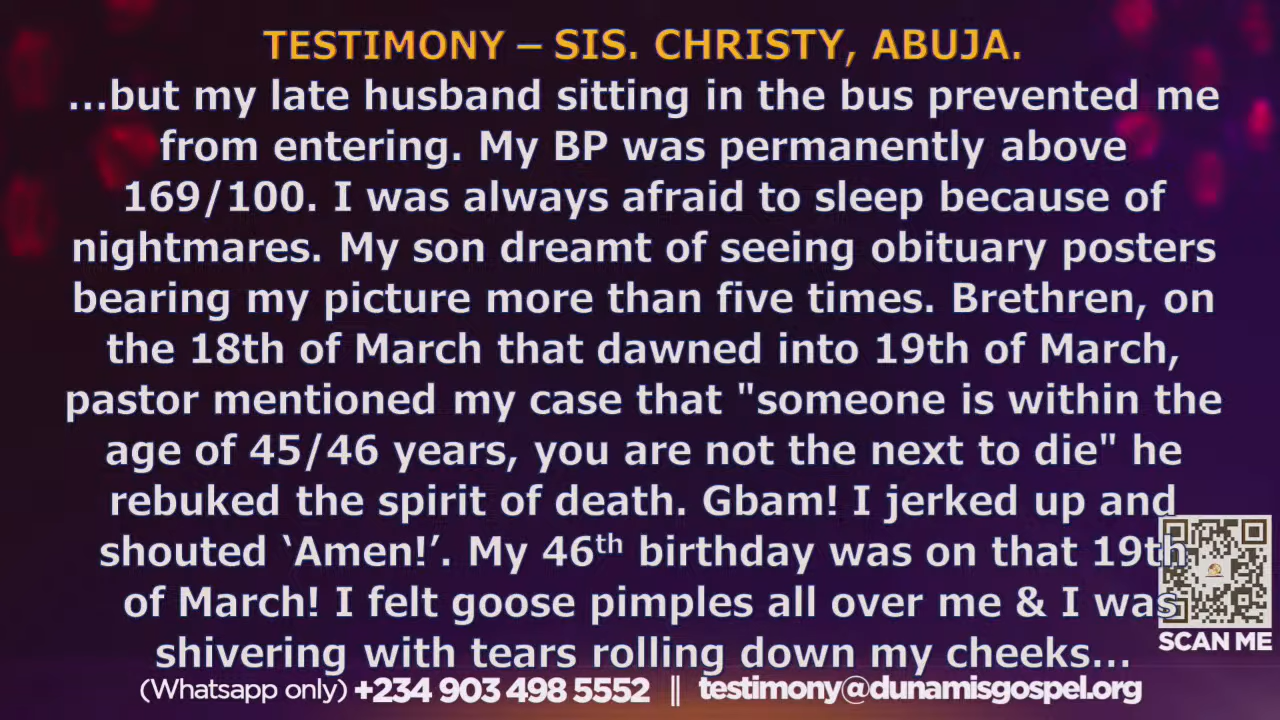 TESTIMONY – SIS. CHRISTY, ABUJA.
...but my late husband sitting in the bus prevented me
from entering. My BP was permanently above
169/100. I was always afraid to sleep because of
nightmares. My son dreamt of seeing obituary posters
bearing my picture more than five times. Brethren, on
the 18th of March that dawned into 19th of March,
pastor mentioned my case that "someone is within the
age of 45/46 years, you are not the next to die" he
rebuked the spirit of death. Gbam! I jerked up and
shouted ‘Amen!’. My 46th birthday was on that 19th
of March! I felt goose pimples all over me & I was
shivering with tears rolling down my cheeks...
SCAN ME
(Whatsapp only) +234 903 498 5552 || testimony@dunamisgospel.org